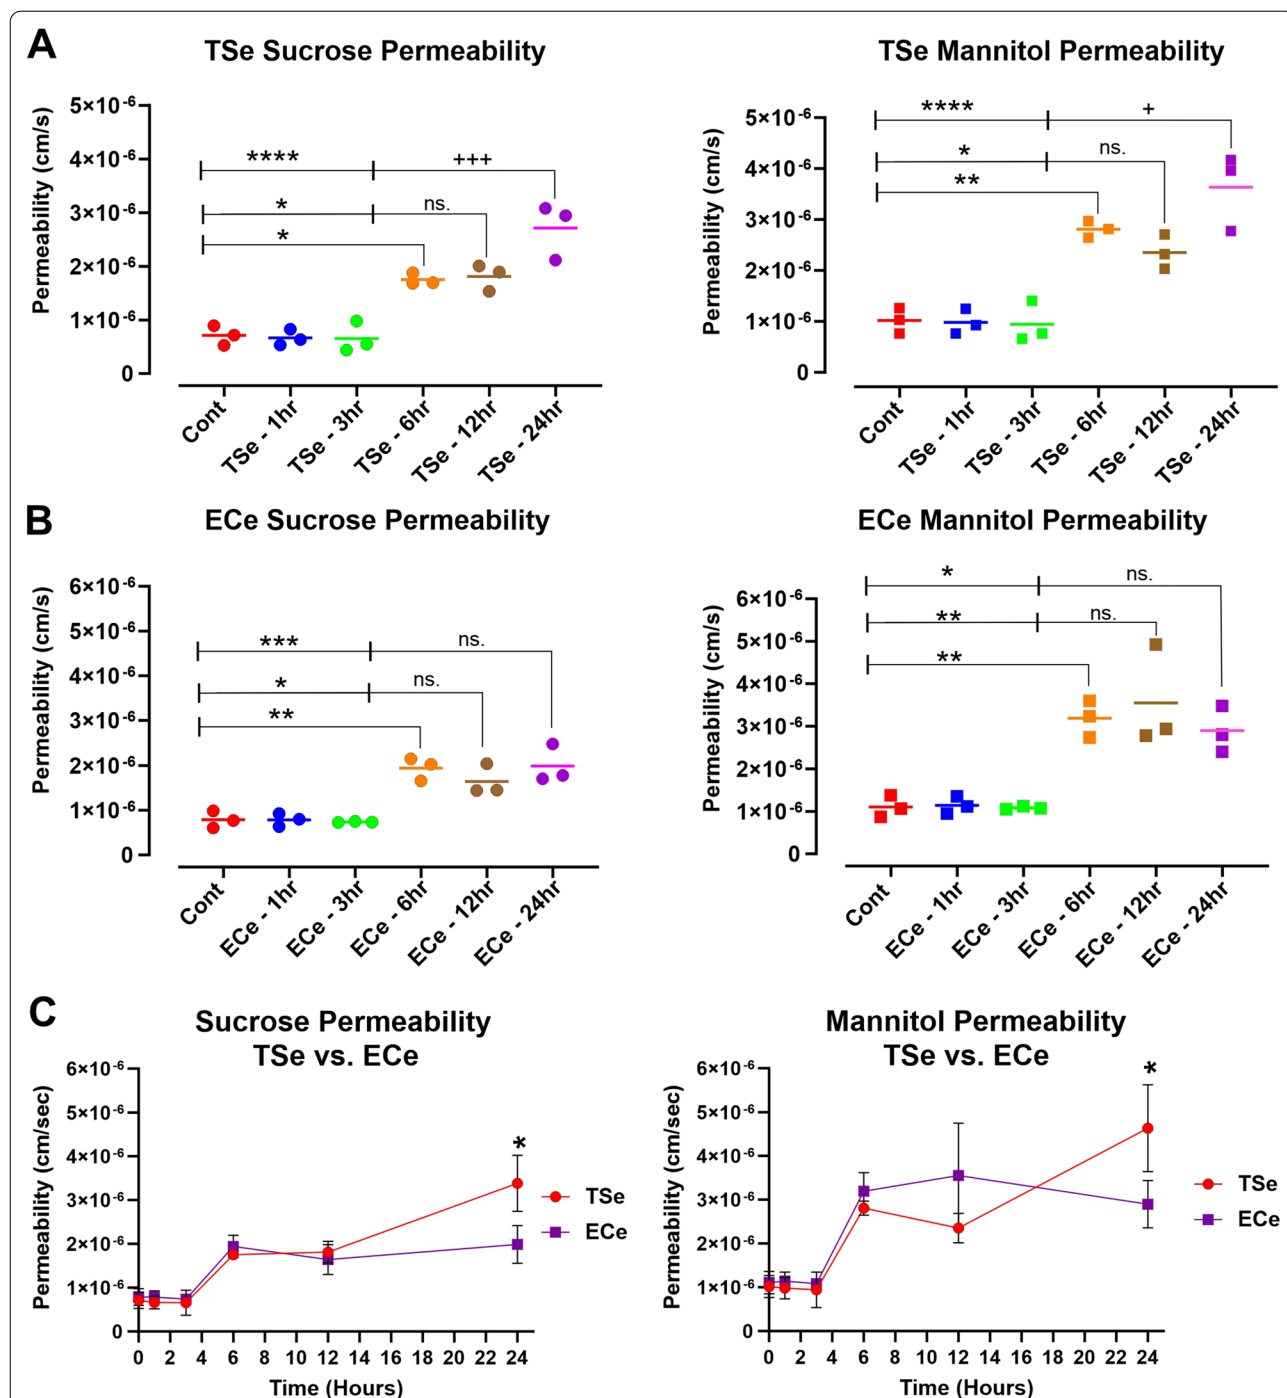 A
TSe Sucrose Permeability
Permeability (cm/s)
5×10⁻⁶
4×10⁻⁶
3×10⁻⁶
2×10⁻⁶
1×10⁻⁶
0
**** +++
* ns.
*
Cont
TSe - 1hr
TSe - 3hr
TSe - 6hr
TSe - 12hr
TSe - 24hr
TSe Mannitol Permeability
Permeability (cm/s)
5×10⁻⁶
4×10⁻⁶
3×10⁻⁶
2×10⁻⁶
1×10⁻⁶
0
**** +
* ns.
**
Cont
TSe - 1hr
TSe - 3hr
TSe - 6hr
TSe - 12hr
TSe - 24hr
B
ECe Sucrose Permeability
Permeability (cm/s)
6×10⁻⁶
5×10⁻⁶
4×10⁻⁶
3×10⁻⁶
2×10⁻⁶
1×10⁻⁶
0
*** ns.
* ns.
**
Cont
ECe - 1hr
ECe - 3hr
ECe - 6hr
ECe - 12hr
ECe - 24hr
ECe Mannitol Permeability
Permeability (cm/s)
6×10⁻⁶
5×10⁻⁶
4×10⁻⁶
3×10⁻⁶
2×10⁻⁶
1×10⁻⁶
0
* ns.
** ns.
**
Cont
ECe - 1hr
ECe - 3hr
ECe - 6hr
ECe - 12hr
ECe - 24hr
C
Sucrose Permeability
TSe vs. ECe
Permeability (cm/sec)
6×10⁻⁶
5×10⁻⁶
4×10⁻⁶
3×10⁻⁶
2×10⁻⁶
1×10⁻⁶
0
*
TSe
ECe
0 2 4 6 8 10 12 14 16 18 20 22 24
Time (Hours)
Mannitol Permeability
TSe vs. ECe
Permeability (cm/sec)
6×10⁻⁶
5×10⁻⁶
4×10⁻⁶
3×10⁻⁶
2×10⁻⁶
1×10⁻⁶
0
*
TSe
ECe
0 2 4 6 8 10 12 14 16 18 20 22 24
Time (Hours)